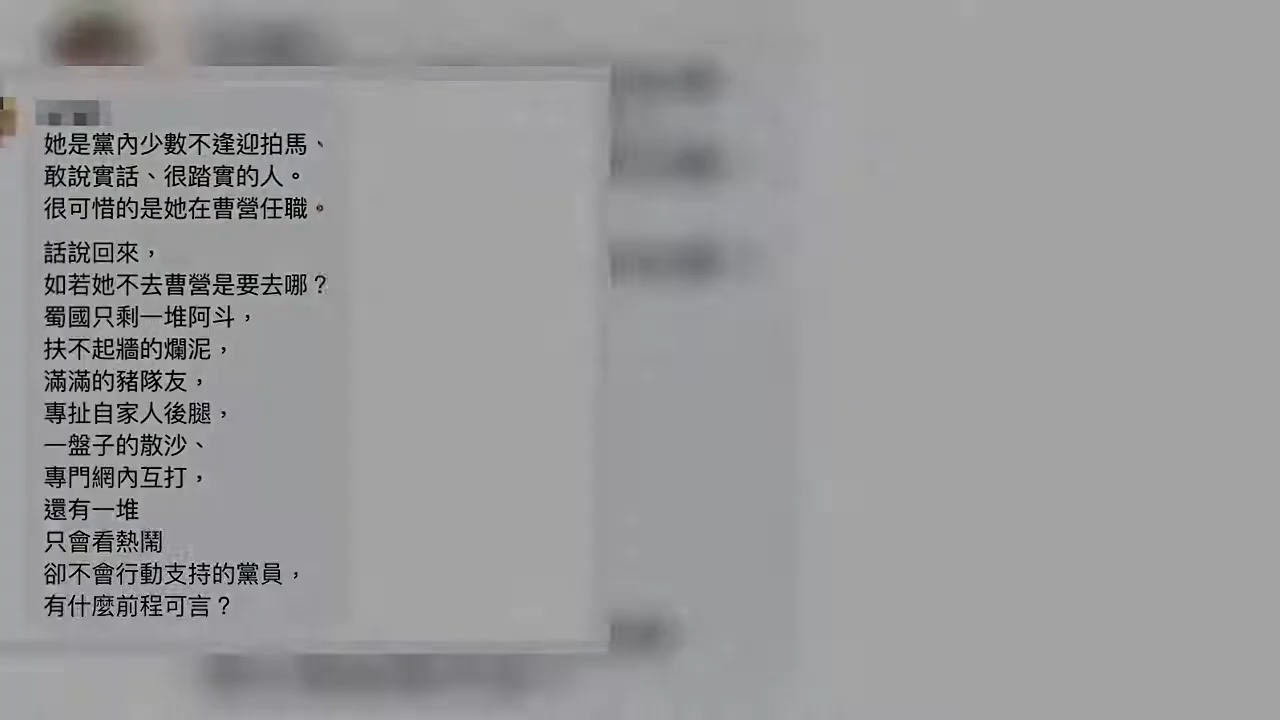 她是黨內少數不逢迎拍馬、
敢說實話、很踏實的人。
很可惜的是她在曹營任職。
話說回來，
如若她不去曹營是要去哪？
蜀國只剩一堆阿斗，
扶不起牆的爛泥，
滿滿的豬隊友，
專扯自家人後腿，
一盤子的散沙、
專門網內互打，
還有一堆
只會看熱鬧
卻不會行動支持的黨員，
有什麼前程可言？